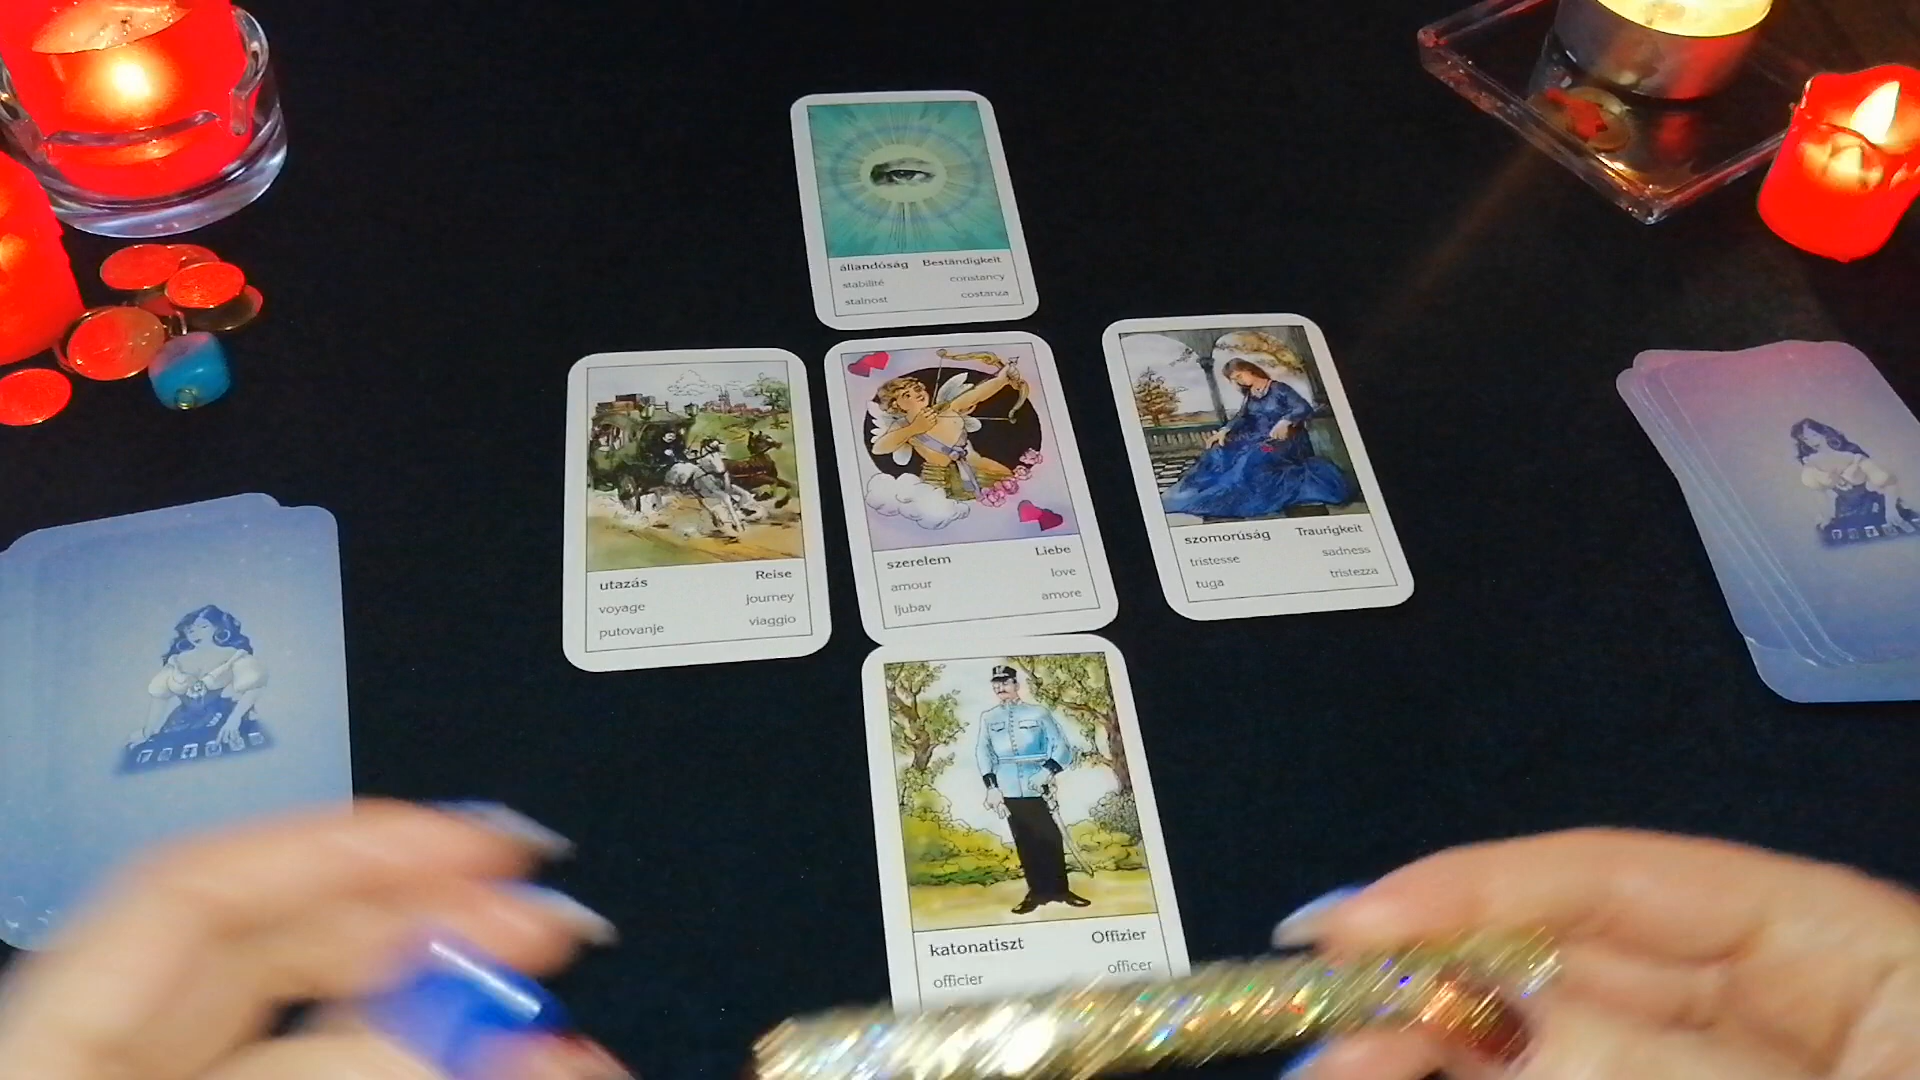 állandóság Beständigkeit
stabilité constancy
stalnost costanza
utazás Reise
voyage journey
putovanje viaggio
szerelem Liebe
amour love
ljubav amore
szomorúság Traurigkeit
tristesse sadness
tuga tristezza
katonatiszt Offizier
officier officer